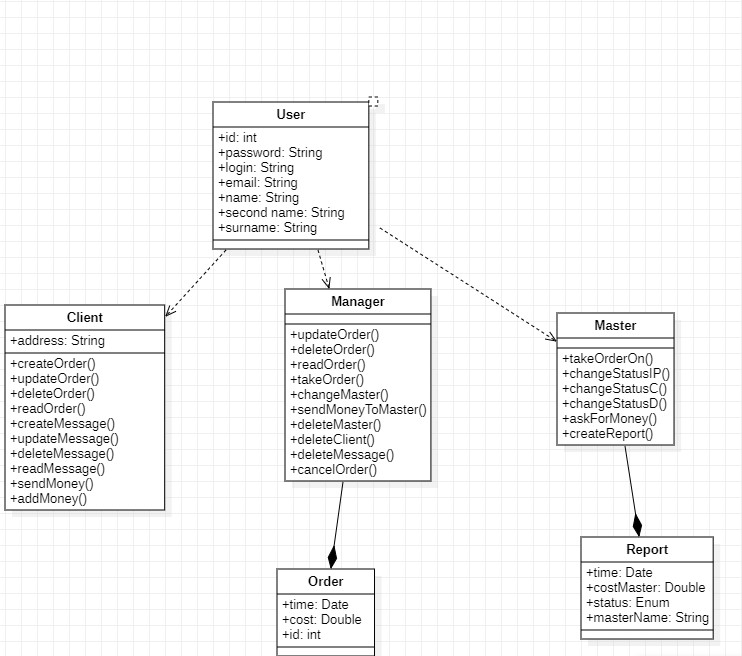 User
+id: int
+password: String
+login: String
+email: String
+name: String
+second name: String
+surname: String
Client
+address: String
+createOrder()
+updateOrder()
+deleteOrder()
+readOrder()
+createMessage()
+updateMessage()
+deleteMessage()
+readMessage()
+sendMoney()
+addMoney()
Manager
+updateOrder()
+deleteOrder()
+readOrder()
+takeOrder()
+changeMaster()
+sendMoneyToMaster()
+deleteMaster()
+deleteClient()
+deleteMessage()
+cancelOrder()
Master
+takeOrderOn()
+changeStatusIP()
+changeStatusC()
+changeStatusD()
+askForMoney()
+createReport()
Order
+time: Date
+cost: Double
+id: int
Report
+time: Date
+costMaster: Double
+status: Enum
+masterName: String